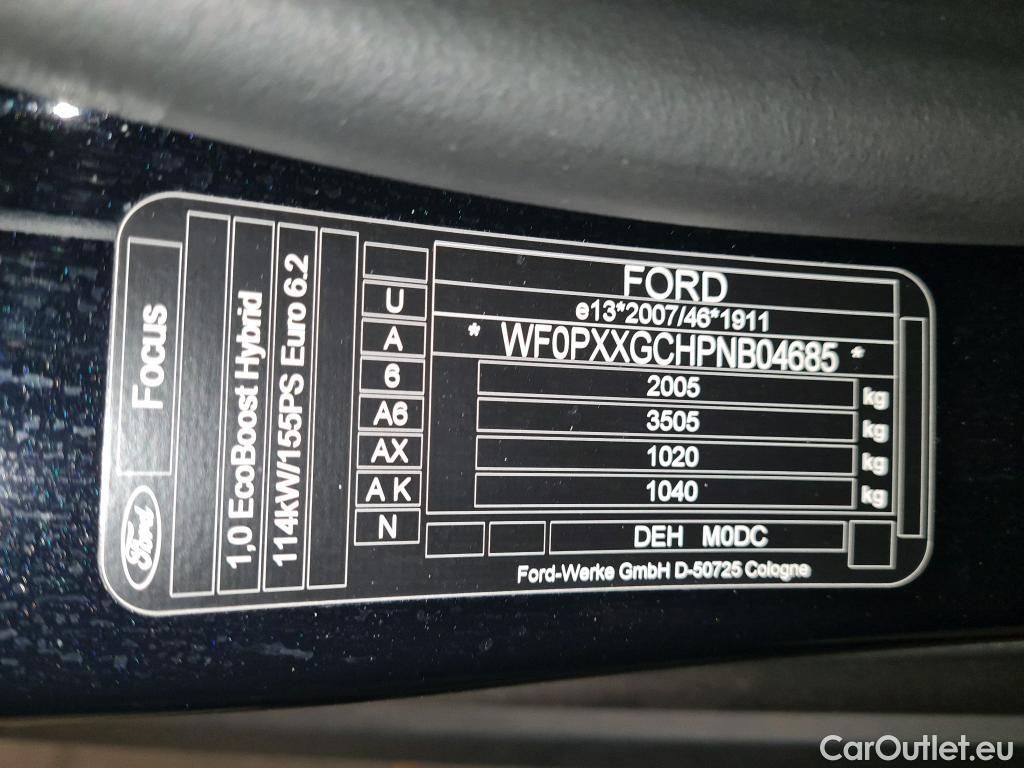 Ford
Focus
1,0 EcoBoost Hybrid
114kW/155PS Euro 6.2
U
A
6
A6
AX
A K
N
FORD
e13*2007/46*1911
* WF0PXXGCHPNB04685 *
2005 kg
3505 kg
1020 kg
1040 kg
DEH M0DC
Ford-Werke GmbH D-50725 Cologne
CarOutlet.eu